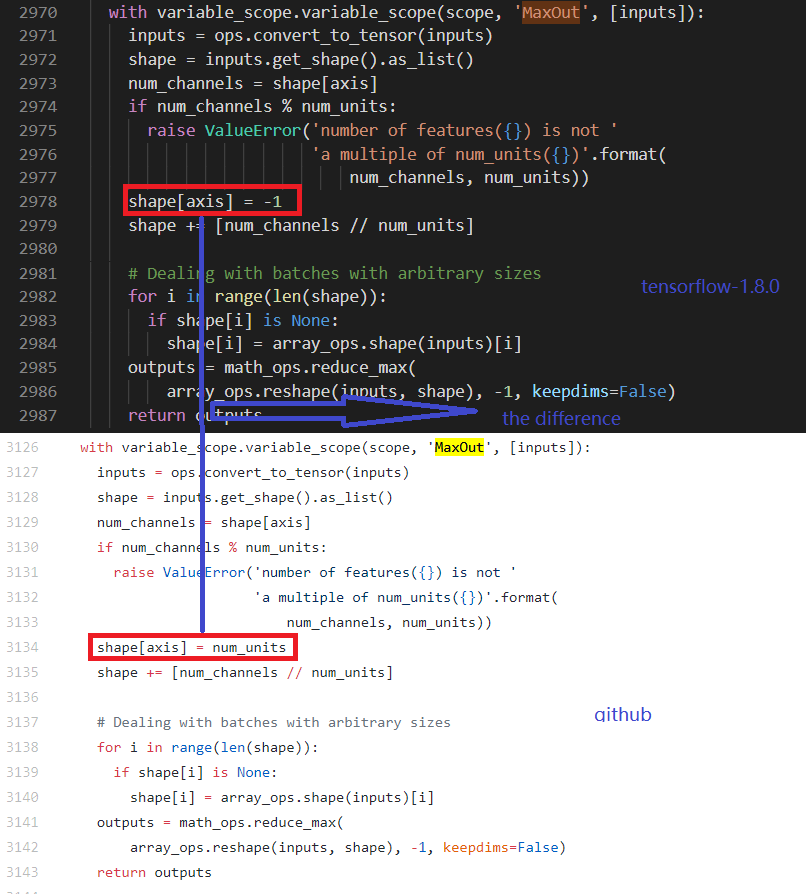 2970 with variable_scope.variable_scope(scope, 'MaxOut', [inputs]):
2971 inputs = ops.convert_to_tensor(inputs)
2972 shape = inputs.get_shape().as_list()
2973 num_channels = shape[axis]
2974 if num_channels % num_units:
2975 raise ValueError('number of features({}) is not '
2976 'a multiple of num_units({})'.format(
2977 num_channels, num_units))
2978 shape[axis] = -1
2979 shape += [num_channels // num_units]
2980
2981 # Dealing with batches with arbitrary sizes
2982 for i in range(len(shape)):
2983 if shape[i] is None:
2984 shape[i] = array_ops.shape(inputs)[i]
2985 outputs = math_ops.reduce_max(
2986 array_ops.reshape(inputs, shape), -1, keepdims=False)
2987 return outputs
tensorflow-1.8.0
the difference
3126 with variable_scope.variable_scope(scope, 'MaxOut', [inputs]):
3127 inputs = ops.convert_to_tensor(inputs)
3128 shape = inputs.get_shape().as_list()
3129 num_channels = shape[axis]
3130 if num_channels % num_units:
3131 raise ValueError('number of features({}) is not '
3132 'a multiple of num_units({})'.format(
3133 num_channels, num_units))
3134 shape[axis] = num_units
3135 shape += [num_channels // num_units]
3136
3137 # Dealing with batches with arbitrary sizes
3138 for i in range(len(shape)):
3139 if shape[i] is None:
3140 shape[i] = array_ops.shape(inputs)[i]
3141 outputs = math_ops.reduce_max(
3142 array_ops.reshape(inputs, shape), -1, keepdims=False)
3143 return outputs
github